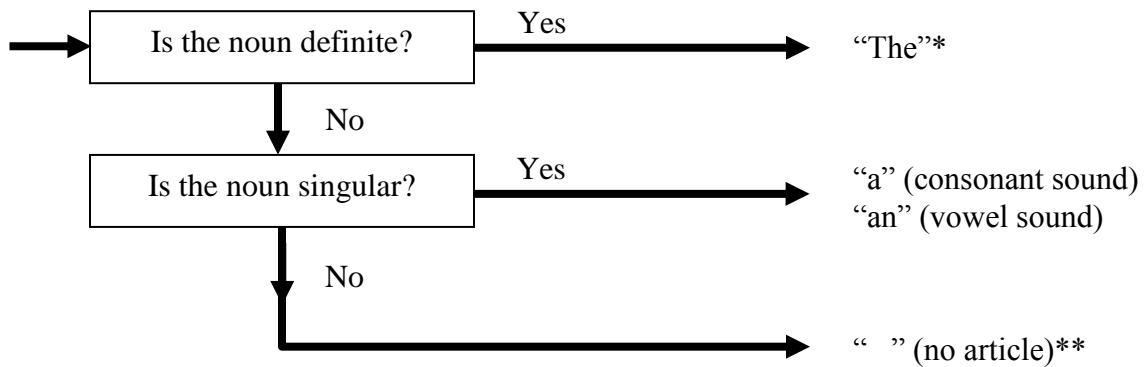 Is the noun definite?
Yes
“The”*
No
Is the noun singular?
Yes
“a” (consonant sound)
“an” (vowel sound)
No
“ ” (no article)**